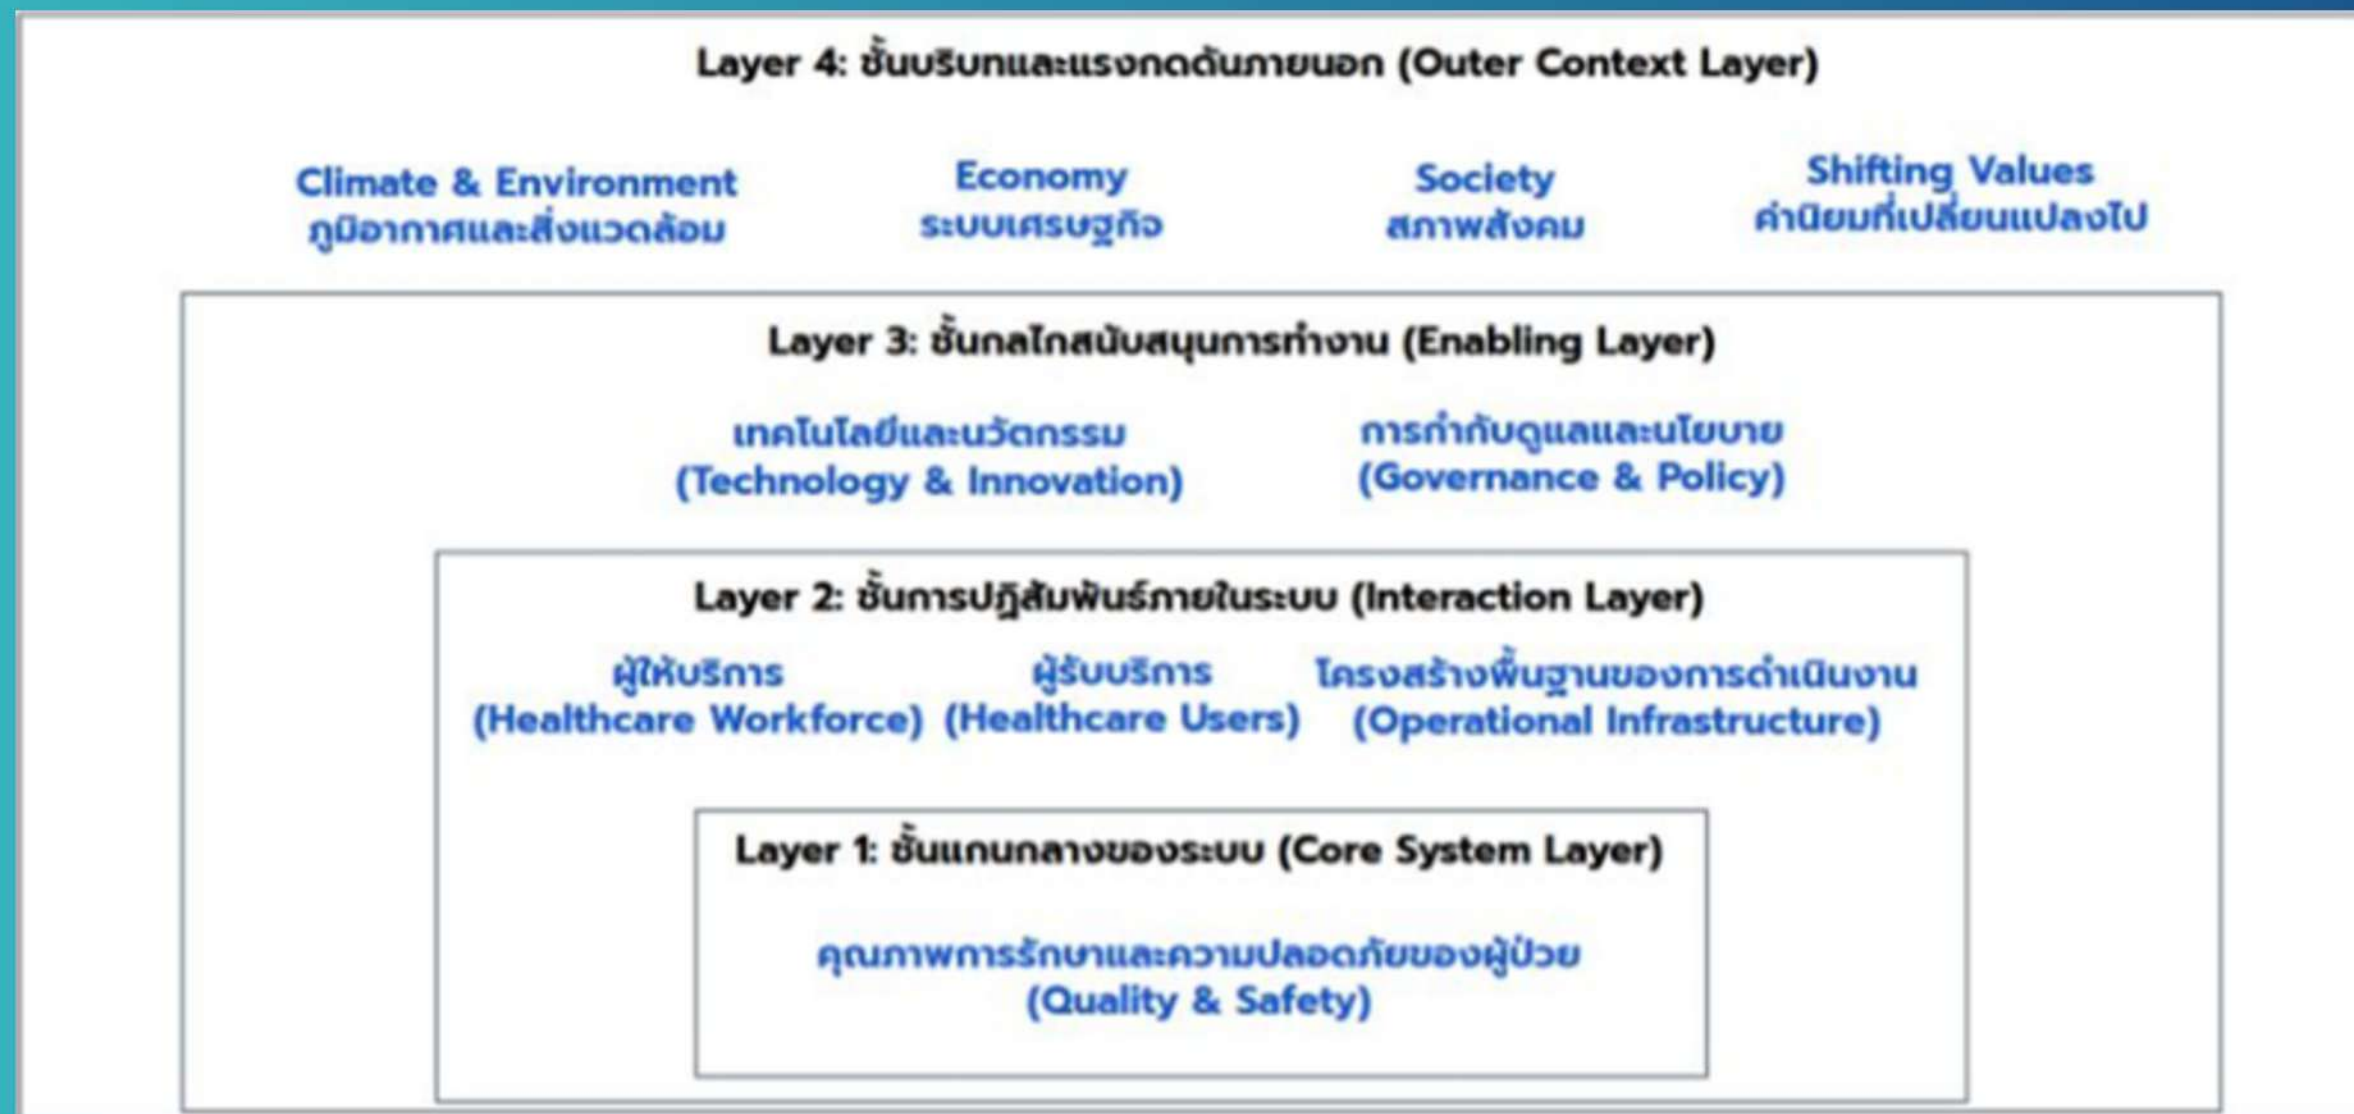 Layer 4: ชั้นบริบทและแรงกดดันภายนอก (Outer Context Layer)
Climate & Environment
ภูมิอากาศและสิ่งแวดล้อม
Economy
ระบบเศรษฐกิจ
Society
สภาพสังคม
Shifting Values
ค่านิยมที่เปลี่ยนแปลงไป
Layer 3: ชั้นกลไกสนับสนุนการทำงาน (Enabling Layer)
เทคโนโลยีและนวัตกรรม
(Technology & Innovation)
การกำกับดูแลและนโยบาย
(Governance & Policy)
Layer 2: ชั้นการปฏิสัมพันธ์ภายในระบบ (Interaction Layer)
ผู้ให้บริการ
(Healthcare Workforce)
ผู้รับบริการ
(Healthcare Users)
โครงสร้างพื้นฐานของการดำเนินงาน
(Operational Infrastructure)
Layer 1: ชั้นแกนกลางของระบบ (Core System Layer)
คุณภาพการรักษาและความปลอดภัยของผู้ป่วย
(Quality & Safety)